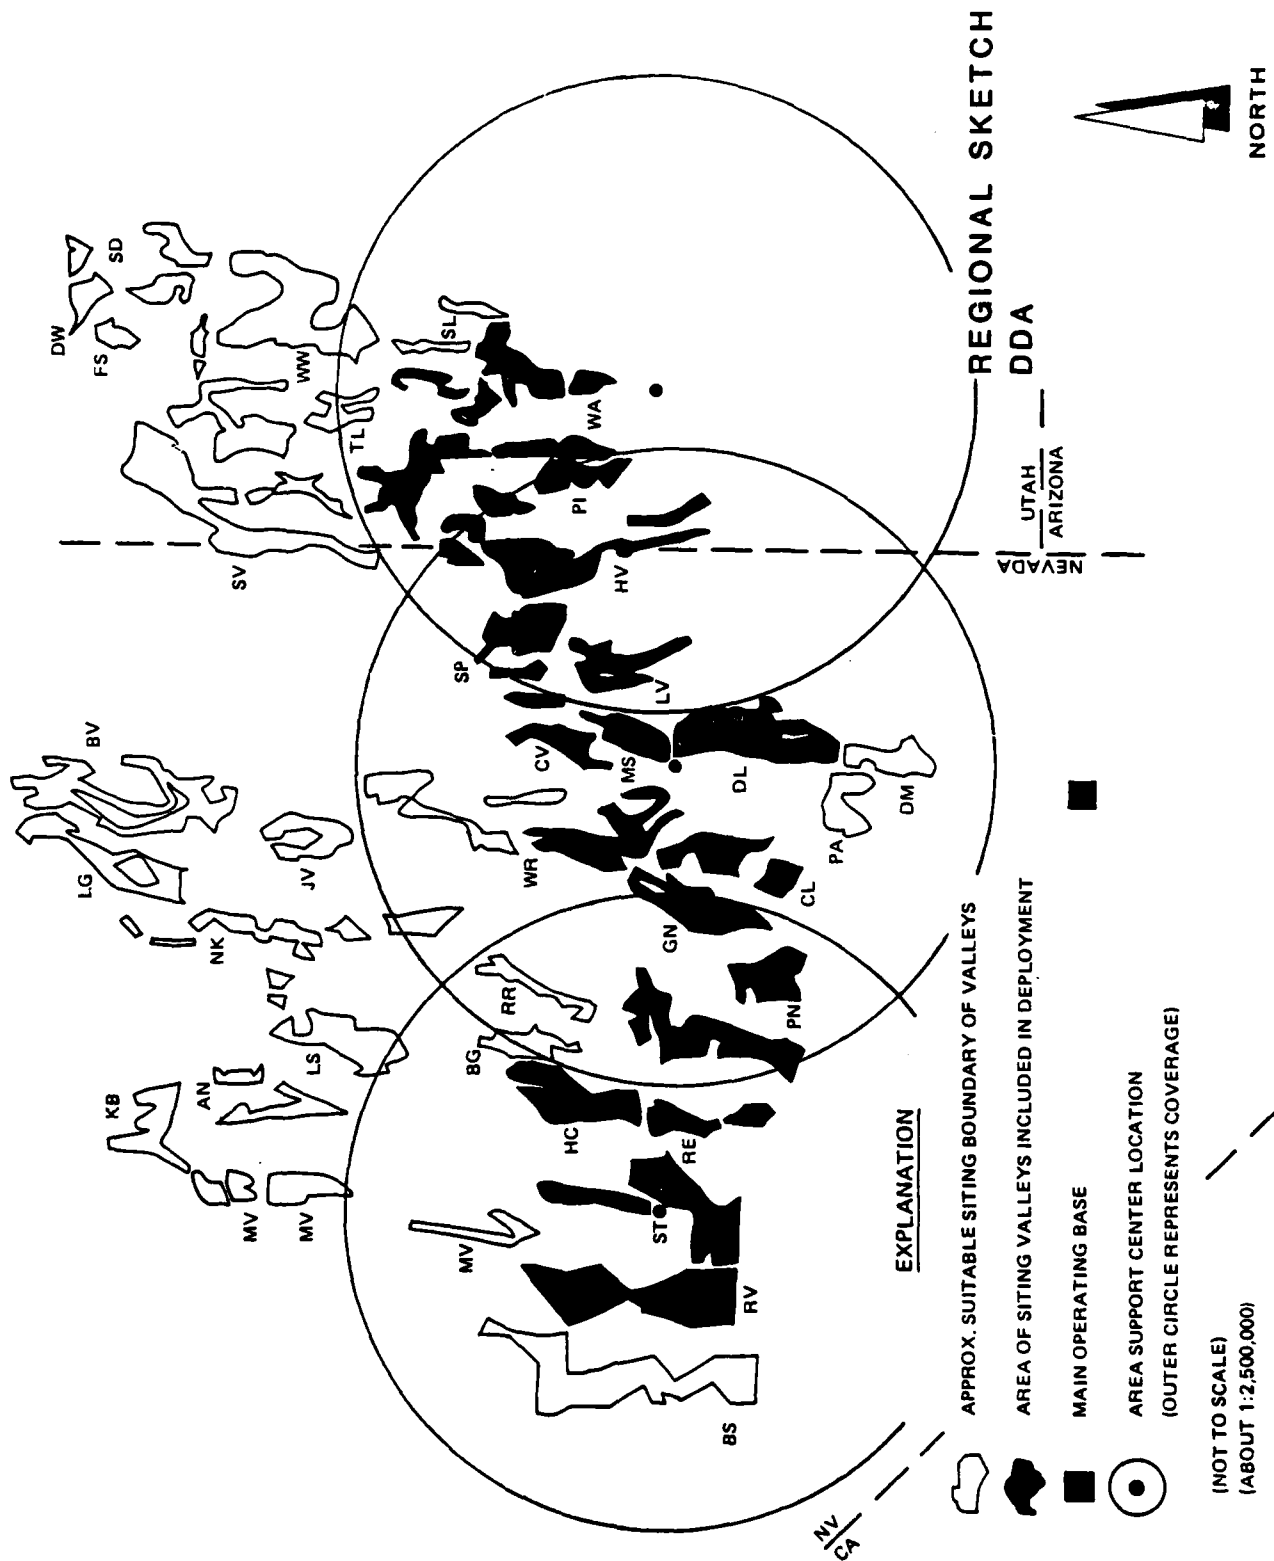 DW
SD
FS
WW
SL
TL
WA
SV
PI
HV
SP
LV
BV
CV
MS
DL
LG
JV
WR
PA
DM
CL
NK
GN
RR
PN
LS
BG
KB
AN
HC
RE
MV
MV
MV
ST
RV
BS
NV
CA
NEVADA
UTAH
ARIZONA
REGIONAL SKETCH
DDA
NORTH
EXPLANATION
APPROX. SUITABLE SITING BOUNDARY OF VALLEYS
AREA OF SITING VALLEYS INCLUDED IN DEPLOYMENT
MAIN OPERATING BASE
AREA SUPPORT CENTER LOCATION
(OUTER CIRCLE REPRESENTS COVERAGE)
(NOT TO SCALE)
(ABOUT 1:2,500,000)